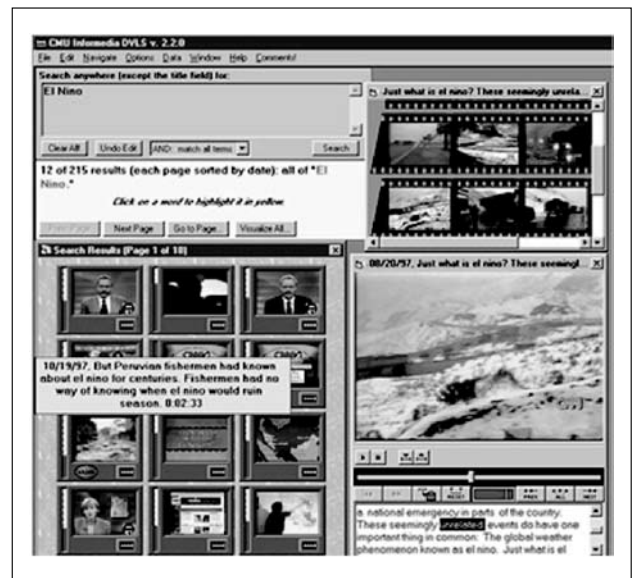 CMU Informedia DVLS v. 2.2.0
File Edit Navigate Options Data Window Help Comments!
Search anywhere (except the title field) for:
El Nino
Clear All! Undo Edit AND: match all terms Search
12 of 215 results (each page sorted by date): all of "El
Nino."
Click on a word to highlight it in yellow.
Next Page Go to Page... Visualize All...
Search Results (Page 1 of 18)
10/19/97, But Peruvian fishermen had known
about el nino for centuries. Fishermen had no
way of knowing when el nino would ruin
season. 0:02:33
Just what is el nino? These seemingly unrela...
08/20/97, Just what is el nino? These seemingl...
RESET PREV ALL NEXT
a national emergency in parts of the country.
These seemingly unrelated events do have one
important thing in common: The global weather
phenomenon known as el nino. Just what is el